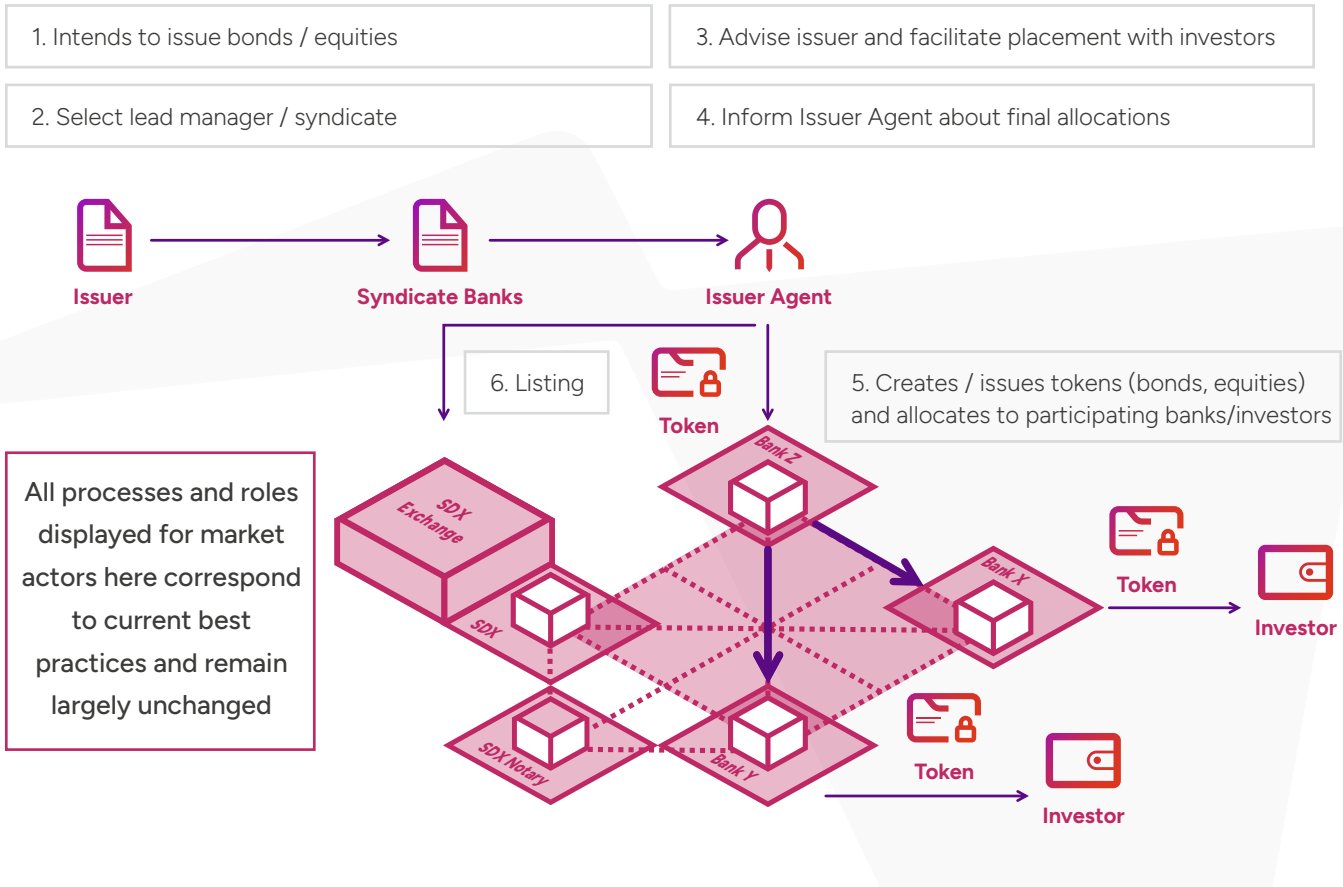 1. Intends to issue bonds / equities
3. Advise issuer and facilitate placement with investors
2. Select lead manager / syndicate
4. Inform Issuer Agent about final allocations
Issuer
Syndicate Banks
Issuer Agent
6. Listing
Token
5. Creates / issues tokens (bonds, equities)
and allocates to participating banks/investors
All processes and roles
displayed for market
actors here correspond
to current best
practices and remain
largely unchanged
SDX
Exchange
Bank Z
Bank X
Token
Investor
SDX
SDX Notary
Bank Y
Token
Investor